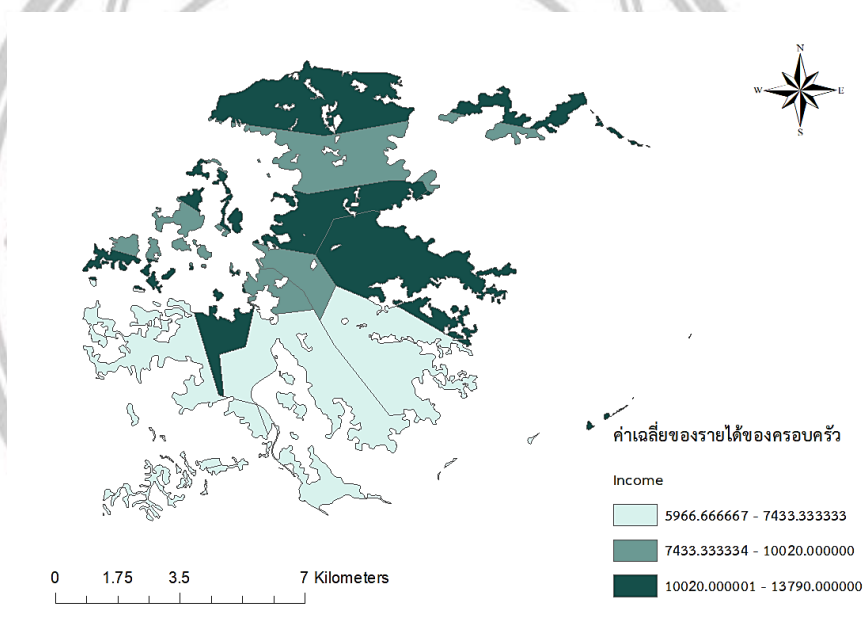 N
W E
S
ค่าเฉลี่ยของรายได้ของครอบครัว
Income
5966.666667 - 7433.333333
7433.333334 - 10020.000000
10020.000001 - 13790.000000
0 1.75 3.5 7 Kilometers